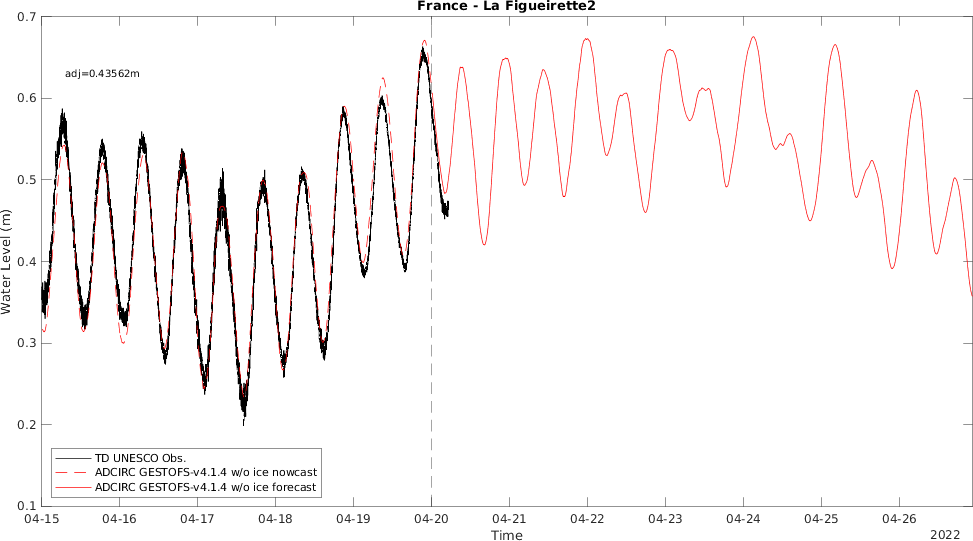 France - La Figueirette2
adj=0.43562m
0.7
0.6
0.5
0.4
0.3
0.2
0.1
Water Level (m)
TD UNESCO Obs.
ADCIRC GESTOFS-v4.1.4 w/o ice nowcast
ADCIRC GESTOFS-v4.1.4 w/o ice forecast
04-15 04-16 04-17 04-18 04-19 04-20 04-21 04-22 04-23 04-24 04-25 04-26
Time
2022